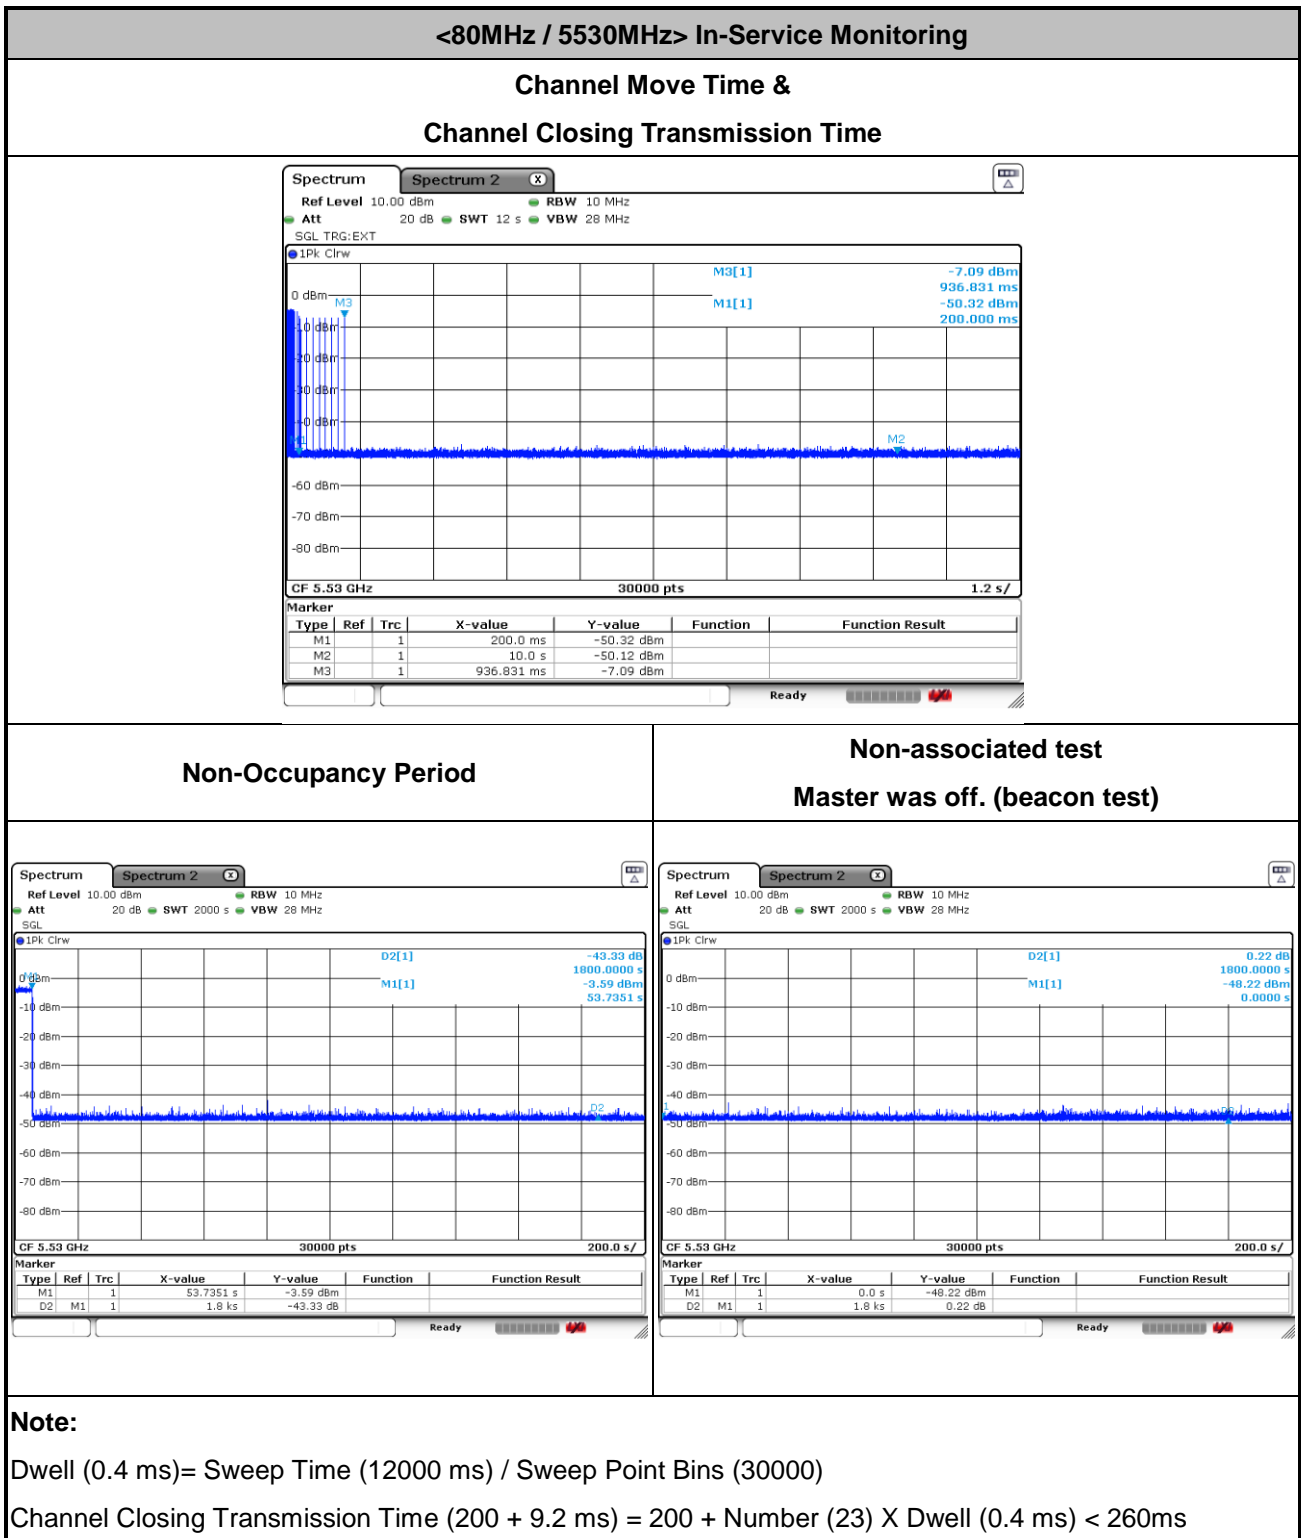 <80MHz / 5530MHz> In-Service Monitoring
Channel Move Time &
Channel Closing Transmission Time
Spectrum Spectrum 2 X
Ref Level 10.00 dBm RBW 10 MHz
Att 20 dB SWT 12 s VBW 28 MHz
SGL TRG:EXT
1Pk Clrw
M3[1] -7.09 dBm
936.831 ms
M1[1] -50.32 dBm
200.000 ms
0 dBm
M3
-10 dBm
-20 dBm
-30 dBm
-40 dBm
M1
M2
-60 dBm
-70 dBm
-80 dBm
CF 5.53 GHz 30000 pts 1.2 s/
Marker
Type Ref Trc X-value Y-value Function Function Result
M1 1 200.0 ms -50.32 dBm
M2 1 10.0 s -50.12 dBm
M3 1 936.831 ms -7.09 dBm
Ready
Non-Occupancy Period
Non-associated test
Master was off. (beacon test)
Spectrum Spectrum 2 X
Ref Level 10.00 dBm RBW 10 MHz
Att 20 dB SWT 2000 s VBW 28 MHz
SGL
1Pk Clrw
D2[1] -43.33 dB
1800.0000 s
M1[1] -3.59 dBm
53.7351 s
M1
0 dBm
-10 dBm
-20 dBm
-30 dBm
-40 dBm
D2
-50 dBm
-60 dBm
-70 dBm
-80 dBm
CF 5.53 GHz 30000 pts 200.0 s/
Marker
Type Ref Trc X-value Y-value Function Function Result
M1 1 53.7351 s -3.59 dBm
D2 M1 1 1.8 ks -43.33 dB
Ready
Spectrum Spectrum 2 X
Ref Level 10.00 dBm RBW 10 MHz
Att 20 dB SWT 2000 s VBW 28 MHz
SGL
1Pk Clrw
D2[1] 0.22 dB
1800.0000 s
M1[1] -48.22 dBm
0.0000 s
0 dBm
-10 dBm
-20 dBm
-30 dBm
-40 dBm
1
D2
-50 dBm
-60 dBm
-70 dBm
-80 dBm
CF 5.53 GHz 30000 pts 200.0 s/
Marker
Type Ref Trc X-value Y-value Function Function Result
M1 1 0.0 s -48.22 dBm
D2 M1 1 1.8 ks 0.22 dB
Ready
Note:
Dwell (0.4 ms)= Sweep Time (12000 ms) / Sweep Point Bins (30000)
Channel Closing Transmission Time (200 + 9.2 ms) = 200 + Number (23) X Dwell (0.4 ms) < 260ms